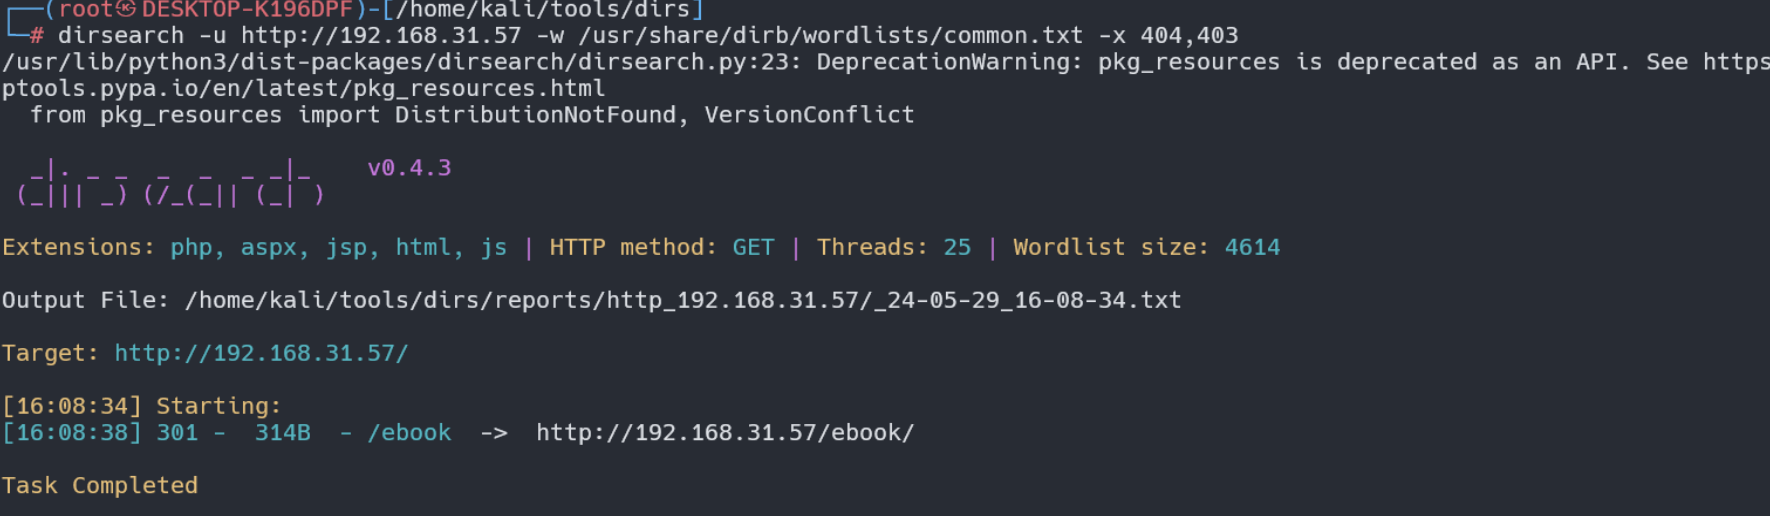 ┌──(root㉿DESKTOP-K196DPF)-[/home/kali/tools/dirs]
└─# dirsearch -u http://192.168.31.57 -w /usr/share/dirb/wordlists/common.txt -x 404,403
/usr/lib/python3/dist-packages/dirsearch/dirsearch.py:23: DeprecationWarning: pkg_resources is deprecated as an API. See https
ptools.pypa.io/en/latest/pkg_resources.html
  from pkg_resources import DistributionNotFound, VersionConflict
  _|. _ _  _  _  _ _|_    v0.4.3
 (_||| _) (/_(_|| (_| )
Extensions: php, aspx, jsp, html, js | HTTP method: GET | Threads: 25 | Wordlist size: 4614
Output File: /home/kali/tools/dirs/reports/http_192.168.31.57/_24-05-29_16-08-34.txt
Target: http://192.168.31.57/
[16:08:34] Starting:
[16:08:38] 301 -  314B  - /ebook  ->  http://192.168.31.57/ebook/
Task Completed